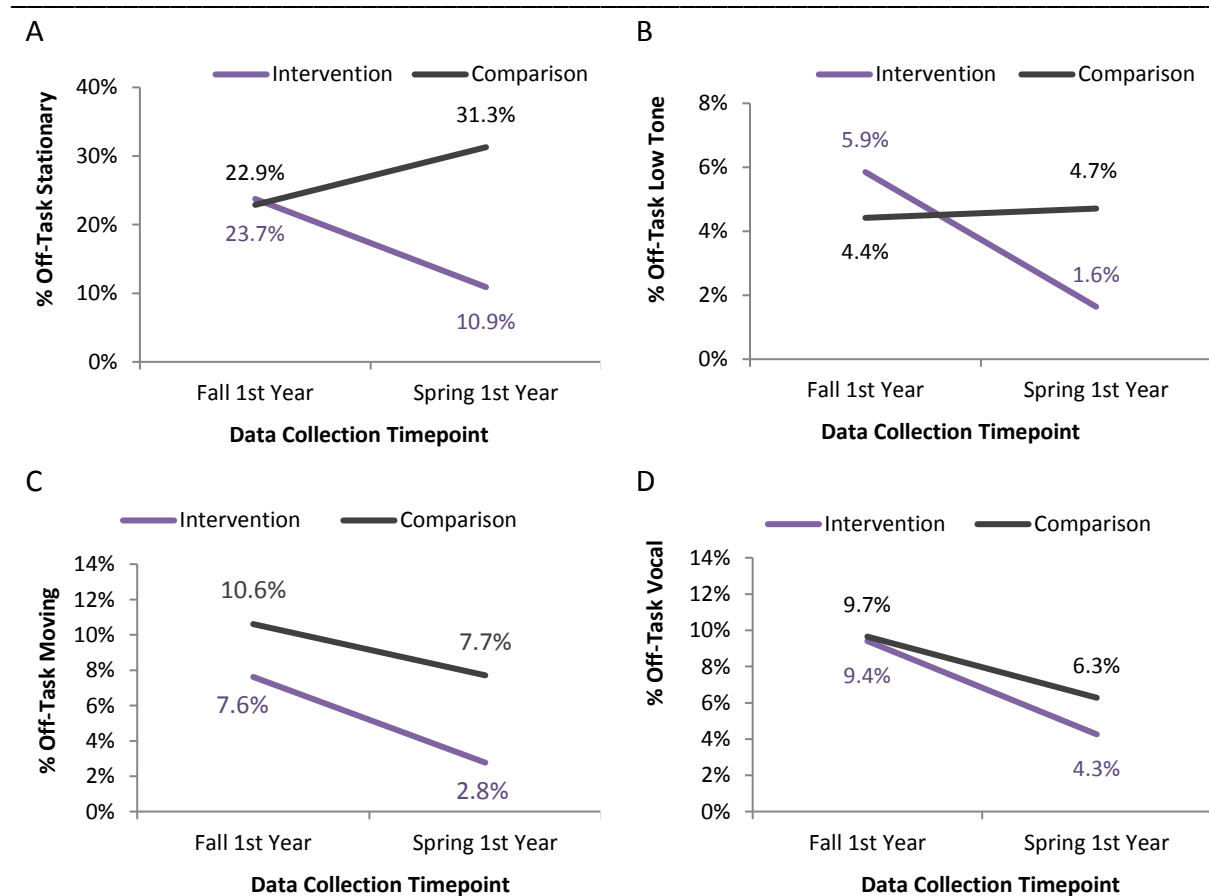 A
Intervention Comparison
% Off-Task Stationary
40%
30%
20%
10%
0%
22.9%
23.7%
31.3%
10.9%
Fall 1st Year Spring 1st Year
Data Collection Timepoint
B
Intervention Comparison
% Off-Task Low Tone
8%
6%
4%
2%
0%
5.9%
4.4%
4.7%
1.6%
Fall 1st Year Spring 1st Year
Data Collection Timepoint
C
Intervention Comparison
% Off-Task Moving
14%
12%
10%
8%
6%
4%
2%
0%
10.6%
7.6%
7.7%
2.8%
Fall 1st Year Spring 1st Year
Data Collection Timepoint
D
Intervention Comparison
% Off-Task Vocal
14%
12%
10%
8%
6%
4%
2%
0%
9.7%
9.4%
6.3%
4.3%
Fall 1st Year Spring 1st Year
Data Collection Timepoint